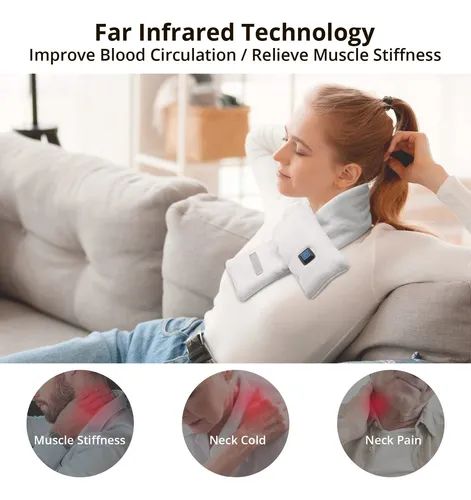 Far Infrared Technology
Improve Blood Circulation / Relieve Muscle Stiffness
Muscle Stiffness
Neck Cold
Neck Pain